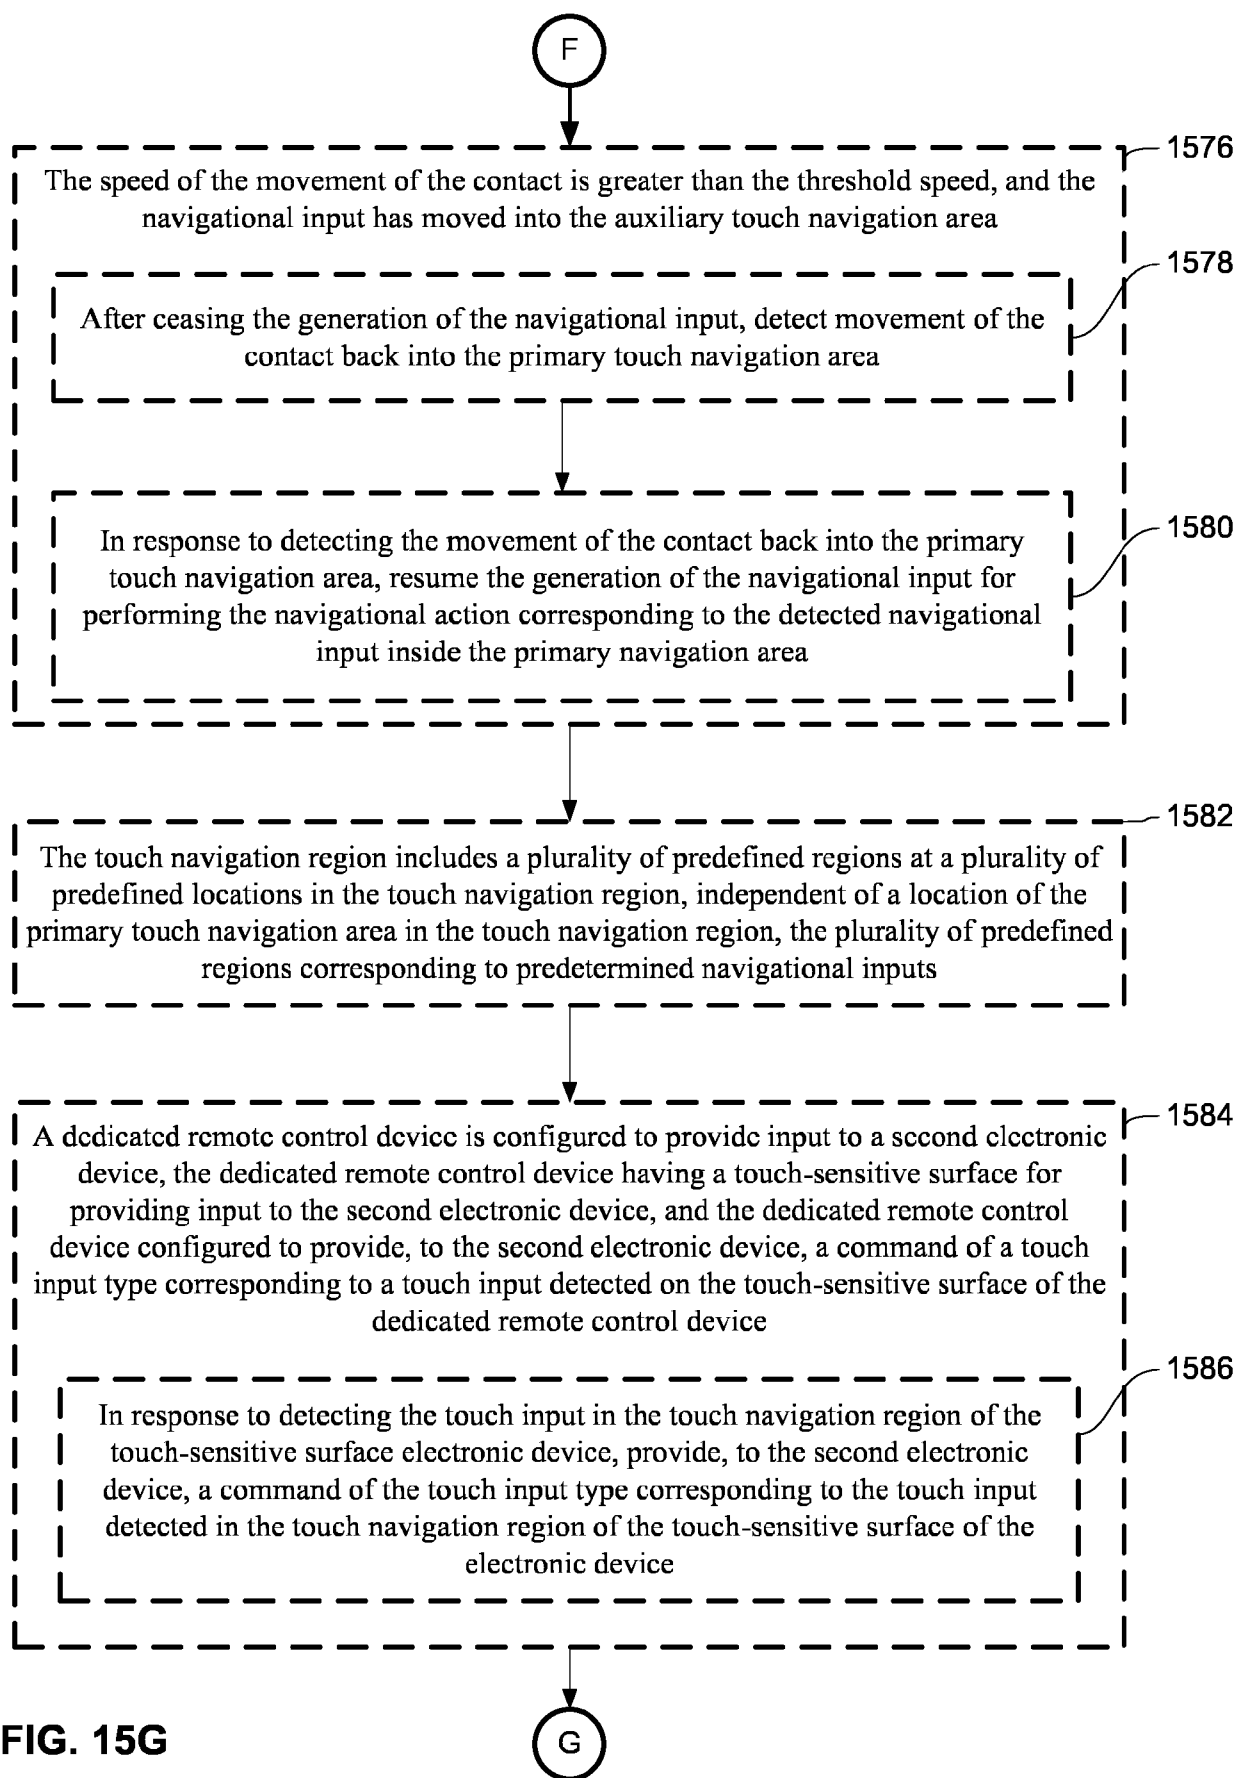 F
1576
The speed of the movement of the contact is greater than the threshold speed, and the
navigational input has moved into the auxiliary touch navigation area
1578
After ceasing the generation of the navigational input, detect movement of the
contact back into the primary touch navigation area
1580
In response to detecting the movement of the contact back into the primary
touch navigation area, resume the generation of the navigational input for
performing the navigational action corresponding to the detected navigational
input inside the primary navigation area
1582
The touch navigation region includes a plurality of predefined regions at a plurality of
predefined locations in the touch navigation region, independent of a location of the
primary touch navigation area in the touch navigation region, the plurality of predefined
regions corresponding to predetermined navigational inputs
1584
A dedicated remote control device is configured to provide input to a second electronic
device, the dedicated remote control device having a touch-sensitive surface for
providing input to the second electronic device, and the dedicated remote control
device configured to provide, to the second electronic device, a command of a touch
input type corresponding to a touch input detected on the touch-sensitive surface of the
dedicated remote control device
1586
In response to detecting the touch input in the touch navigation region of the
touch-sensitive surface electronic device, provide, to the second electronic
device, a command of the touch input type corresponding to the touch input
detected in the touch navigation region of the touch-sensitive surface of the
electronic device
FIG. 15G
G